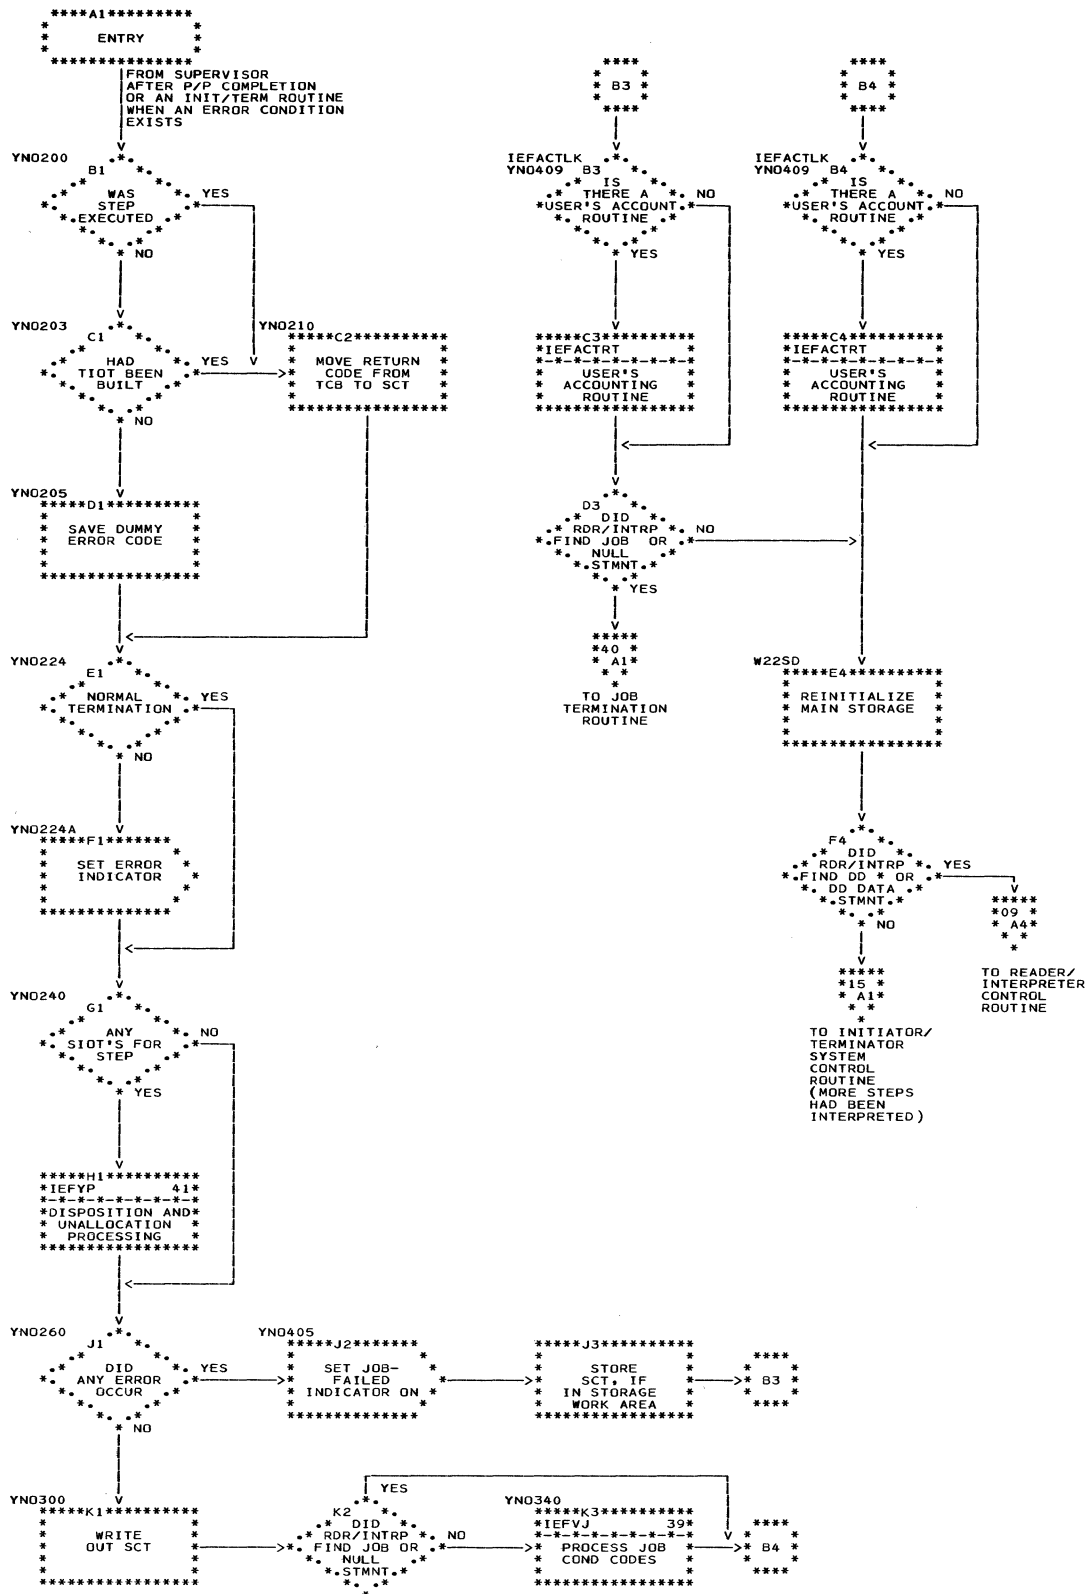 A1
ENTRY
FROM SUPERVISOR
AFTER P/P COMPLETION
OR AN INIT/TERM ROUTINE
WHEN AN ERROR CONDITION
EXISTS
YN0200
B1
WAS
STEP
EXECUTED
YES
NO
YN0203
C1
HAD
TIOT BEEN
BUILT
YES
NO
YN0210
C2
MOVE RETURN
CODE FROM
TCB TO SCT
YN0205
D1
SAVE DUMMY
ERROR CODE
YN0224
E1
NORMAL
TERMINATION
YES
NO
YN0224A
F1
SET ERROR
INDICATOR
YN0240
G1
ANY
SIOT'S FOR
STEP
NO
YES
H1
IEFYP 41
DISPOSITION AND
UNALLOCATION
PROCESSING
YN0260
J1
DID
ANY ERROR
OCCUR
YES
NO
YN0405
J2
SET JOB-
FAILED
INDICATOR ON
J3
STORE
SCT, IF
IN STORAGE
WORK AREA
B3
YN0300
K1
WRITE
OUT SCT
K2
DID
RDR/INTRP
FIND JOB OR
NULL
STMNT
YES
NO
YN0340
K3
IEFVJ 39
PROCESS JOB
COND CODES
B4
B3
IEFACTLK
YN0409 B3
IS
THERE A
USER'S ACCOUNT
ROUTINE
NO
YES
C3
IEFACTRT
USER'S
ACCOUNTING
ROUTINE
D3
DID
RDR/INTRP
FIND JOB OR
NULL
STMNT
NO
YES
40
A1
TO JOB
TERMINATION
ROUTINE
B4
IEFACTLK
YN0409 B4
IS
THERE A
USER'S ACCOUNT
ROUTINE
NO
YES
C4
IEFACTRT
USER'S
ACCOUNTING
ROUTINE
W22SD
E4
REINITIALIZE
MAIN STORAGE
F4
DID
RDR/INTRP
FIND DD * OR
DD DATA
STMNT
YES
NO
09
A4
TO READER/
INTERPRETER
CONTROL
ROUTINE
15
A1
TO INITIATOR/
TERMINATOR
SYSTEM
CONTROL
ROUTINE
(MORE STEPS
HAD BEEN
INTERPRETED)